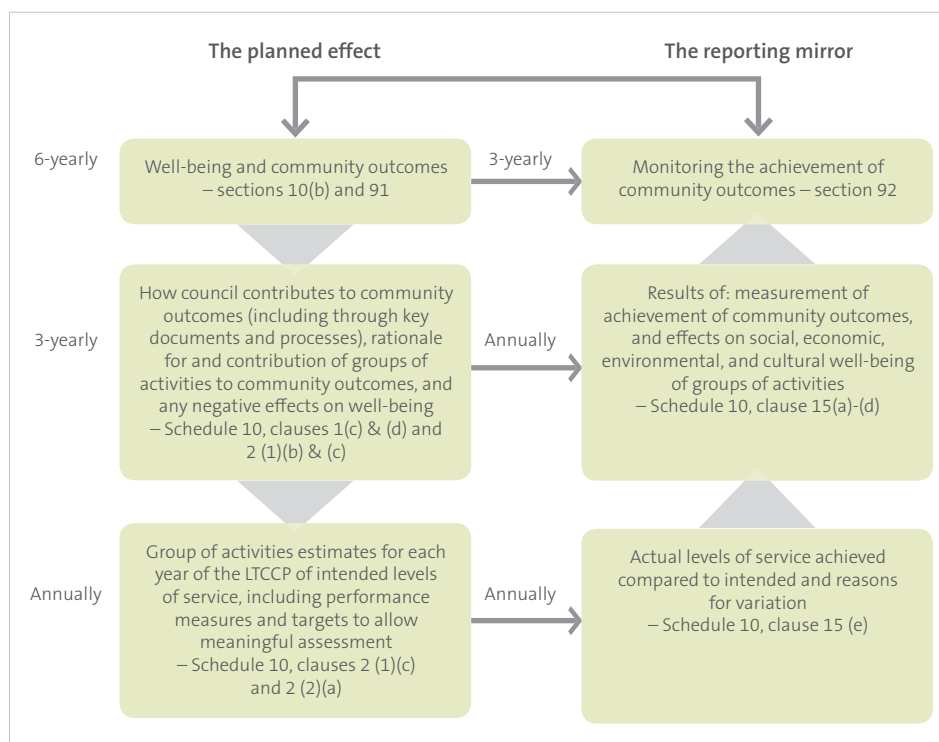 The planned effect
The reporting mirror
6-yearly
Well-being and community outcomes
– sections 10(b) and 91
3-yearly
Monitoring the achievement of
community outcomes – section 92
3-yearly
How council contributes to community
outcomes (including through key
documents and processes), rationale
for and contribution of groups of
activities to community outcomes, and
any negative effects on well-being
– Schedule 10, clauses 1(c) & (d) and
2 (1)(b) & (c)
Annually
Results of: measurement of
achievement of community outcomes,
and effects on social, economic,
environmental, and cultural well-being
of groups of activities
– Schedule 10, clause 15(a)-(d)
Annually
Group of activities estimates for each
year of the LTCCP of intended levels
of service, including performance
measures and targets to allow
meaningful assessment
– Schedule 10, clauses 2 (1)(c)
and 2 (2)(a)
Annually
Actual levels of service achieved
compared to intended and reasons
for variation
– Schedule 10, clause 15 (e)